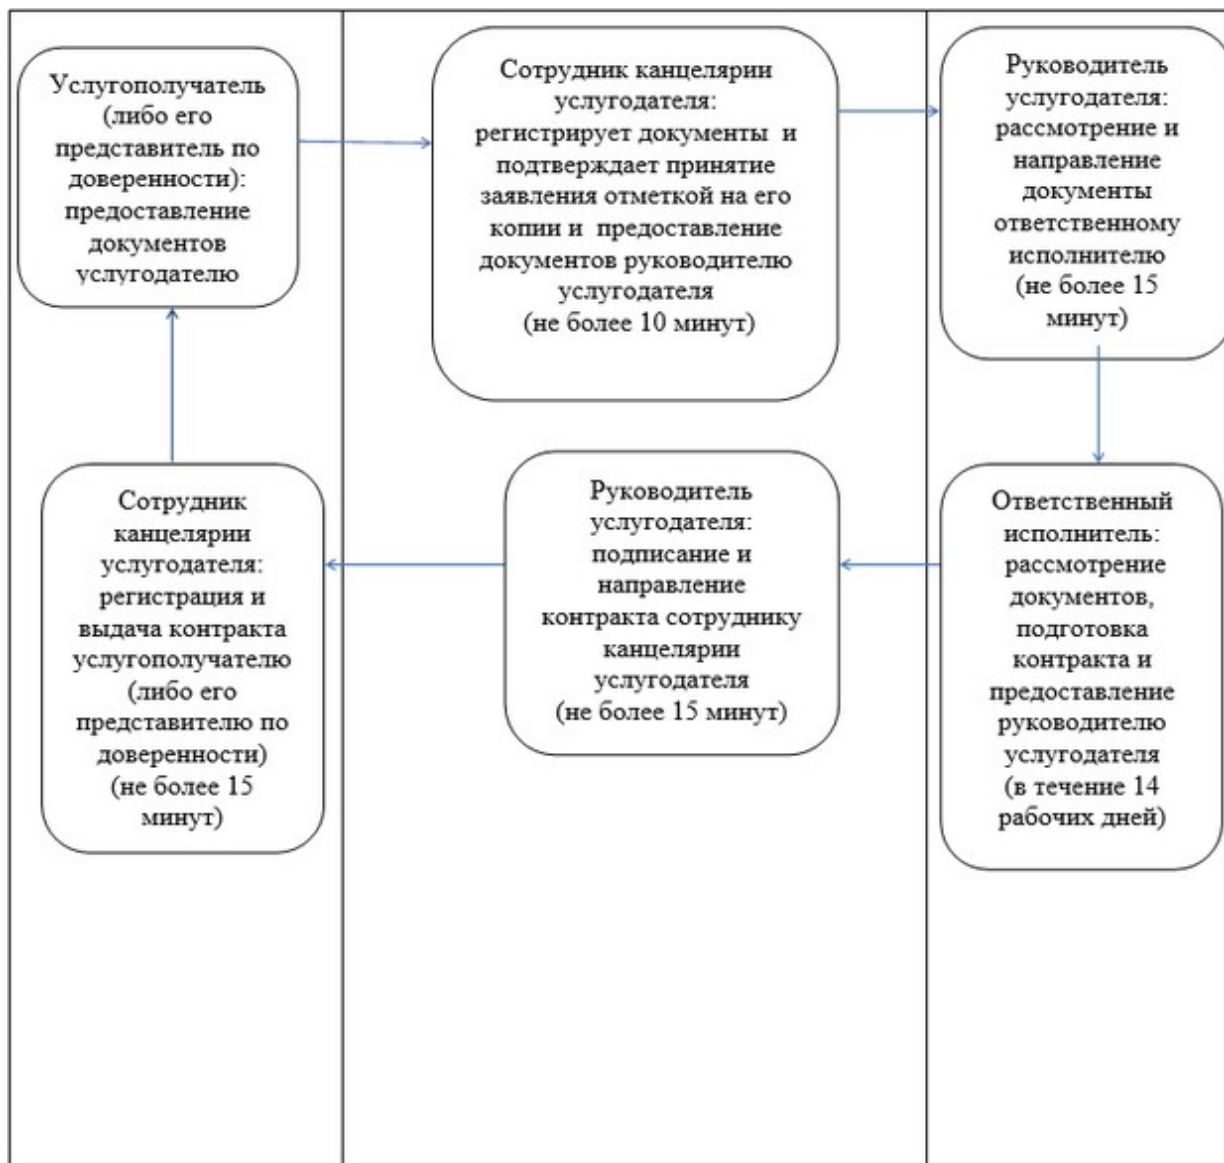 Услугополучатель
(либо его
представитель по
доверенности):
предоставление
документов
услугодателю
Сотрудник канцелярии
услугодателя:
регистрирует документы и
подтверждает принятие
заявления отметкой на его
копии и предоставление
документов руководителю
услугодателя
(не более 10 минут)
Руководитель
услугодателя:
рассмотрение и
направление
документы
ответственному
исполнителю
(не более 15
минут)
Ответственный
исполнитель:
рассмотрение
документов,
подготовка
контракта и
предоставление
руководителю
услугодателя
(в течение 14
рабочих дней)
Руководитель
услугодателя:
подписание и
направление
контракта сотруднику
канцелярии
услугодателя
(не более 15 минут)
Сотрудник
канцелярии
услугодателя:
регистрация и
выдача контракта
услугополучателю
(либо его
представителю по
доверенности)
(не более 15
минут)